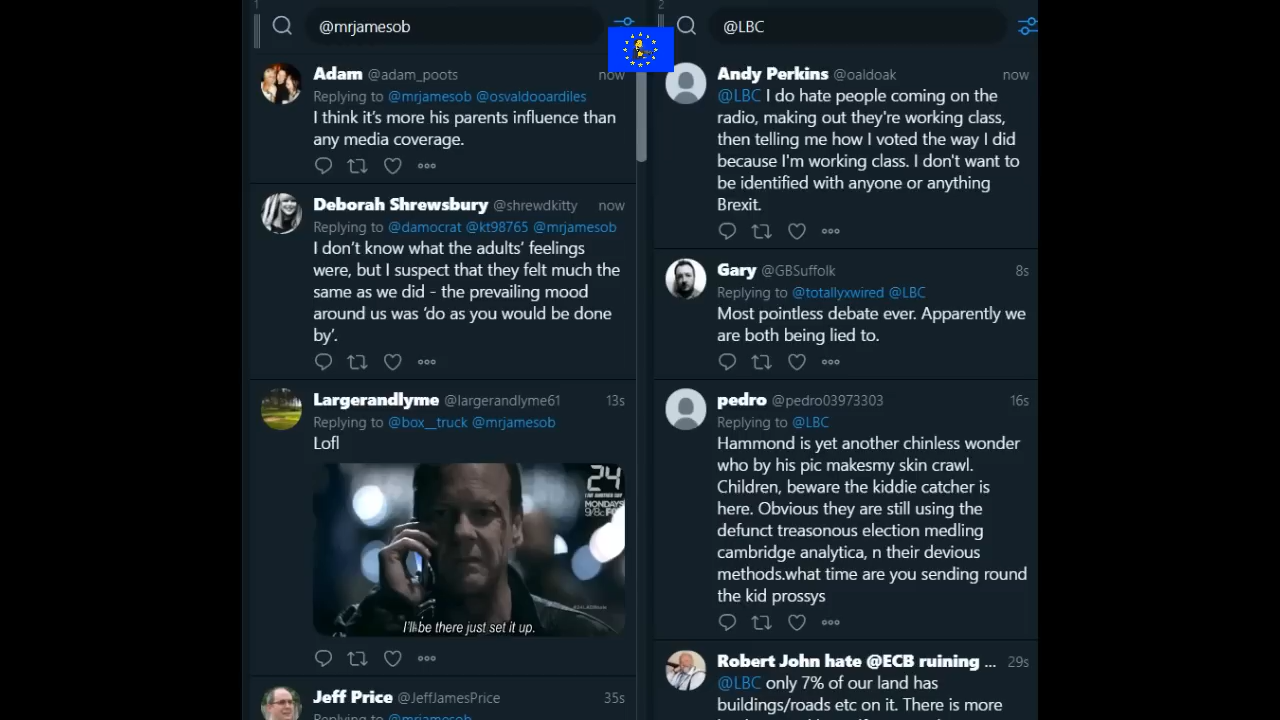 1
@mrjamesob
Adam @adam_poots now
Replying to @mrjamesob @osvaldooardiles
I think it's more his parents influence than
any media coverage.
Deborah Shrewsbury @shrewdkitty now
Replying to @damocrat @kt98765 @mrjamesob
I don't know what the adults' feelings
were, but I suspect that they felt much the
same as we did - the prevailing mood
around us was 'do as you would be done
by'.
Largerandlyme @largerandlyme61 13s
Replying to @box__truck @mrjamesob
Lofl
24
MONDAYS
9/8c FOX
I'll be there just set it up.
Jeff Price @JeffJamesPrice 35s
Replying to @mrjamesob
2
@LBC
Andy Perkins @oaldoak now
@LBC I do hate people coming on the
radio, making out they're working class,
then telling me how I voted the way I did
because I'm working class. I don't want to
be identified with anyone or anything
Brexit.
Gary @GBSuffolk 8s
Replying to @totallyxwired @LBC
Most pointless debate ever. Apparently we
are both being lied to.
pedro @pedro03973303 16s
Replying to @LBC
Hammond is yet another chinless wonder
who by his pic makesmy skin crawl.
Children, beware the kiddie catcher is
here. Obvious they are still using the
defunct treasonous election medling
cambridge analytica, n their devious
methods.what time are you sending round
the kid prossys
Robert John hate @ECB ruining ... 29s
@LBC only 7% of our land has
buildings/roads etc on it. There is more